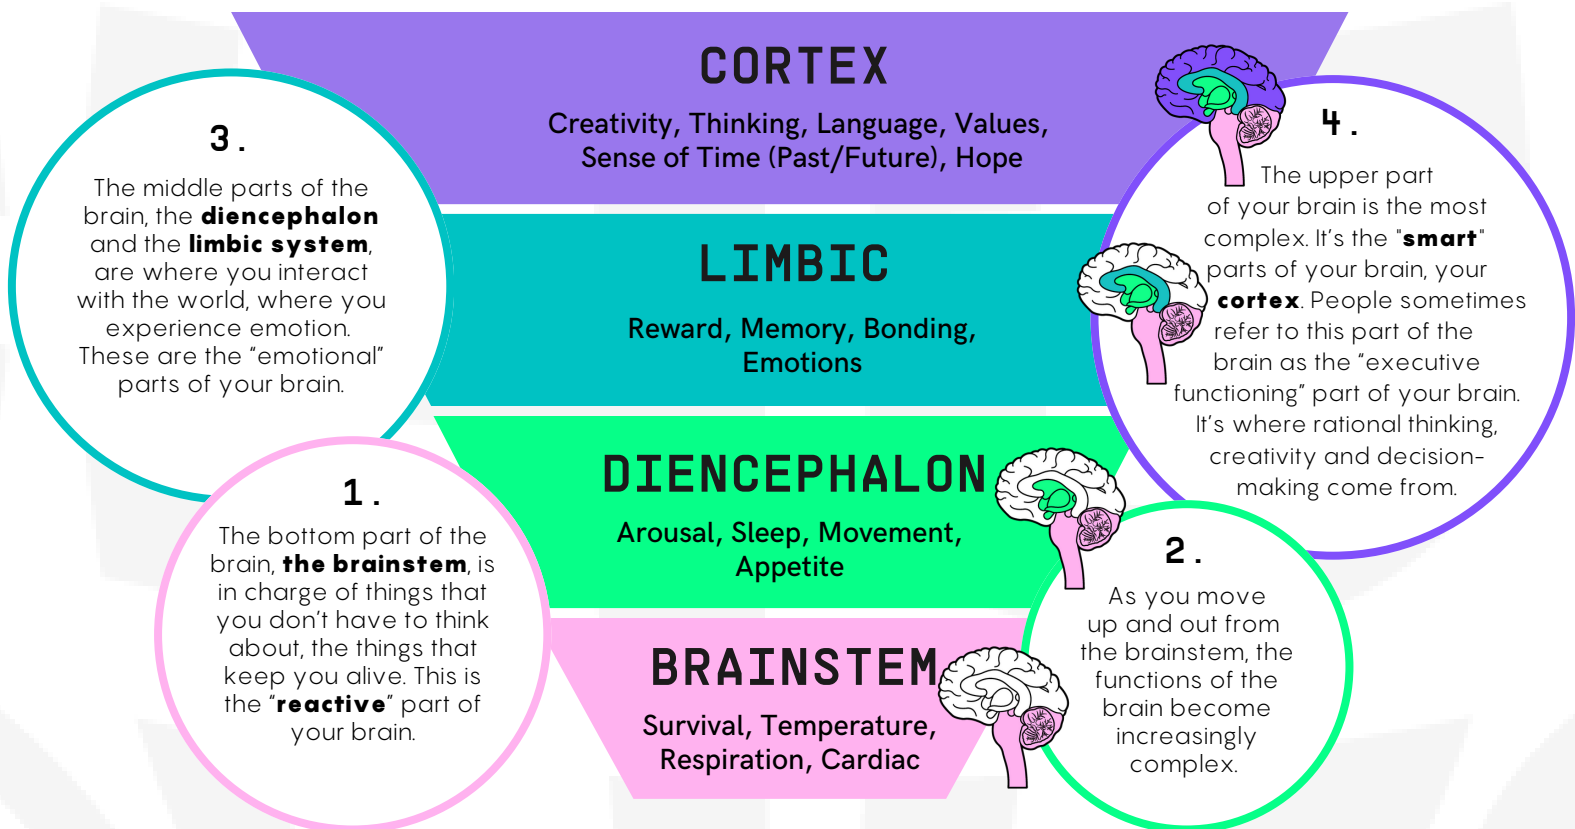 CORTEX
Creativity, Thinking, Language, Values,
Sense of Time (Past/Future), Hope
LIMBIC
Reward, Memory, Bonding,
Emotions
DIENCEPHALON
Arousal, Sleep, Movement,
Appetite
BRAINSTEM
Survival, Temperature,
Respiration, Cardiac
1.
The bottom part of the
brain, the brainstem, is
in charge of things that
you don’t have to think
about, the things that
keep you alive. This is
the “reactive” part of
your brain.
2.
As you move
up and out from
the brainstem, the
functions of the
brain become
increasingly
complex.
3.
The middle parts of the
brain, the diencephalon
and the limbic system,
are where you interact
with the world, where you
experience emotion.
These are the “emotional”
parts of your brain.
4.
The upper part
of your brain is the most
complex. It’s the "smart"
parts of your brain, your
cortex. People sometimes
refer to this part of the
brain as the “executive
functioning” part of your brain.
It’s where rational thinking,
creativity and decision-
making come from.